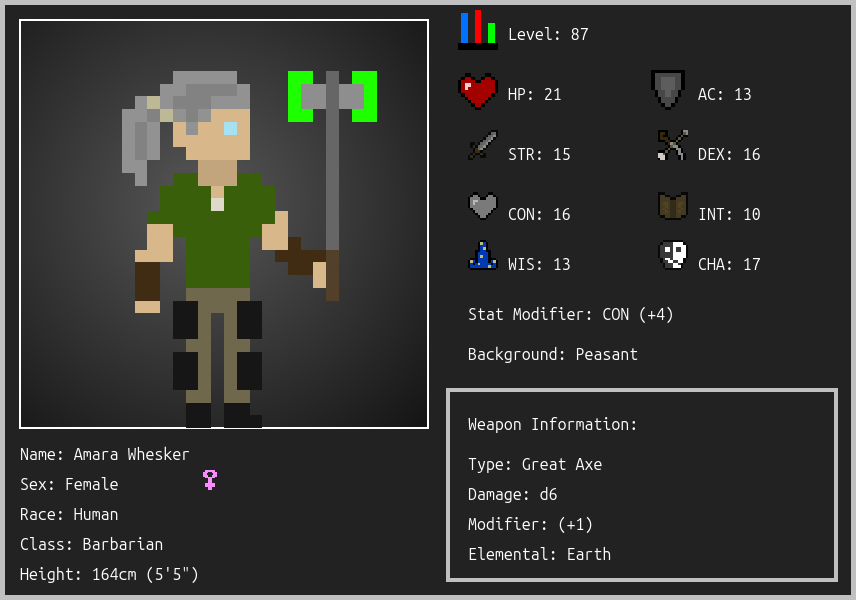 Level: 87
HP: 21
AC: 13
STR: 15
DEX: 16
CON: 16
INT: 10
WIS: 13
CHA: 17
Stat Modifier: CON (+4)
Background: Peasant
Weapon Information:
Type: Great Axe
Damage: d6
Modifier: (+1)
Elemental: Earth
Name: Amara Whesker
Sex: Female
Race: Human
Class: Barbarian
Height: 164cm (5'5")